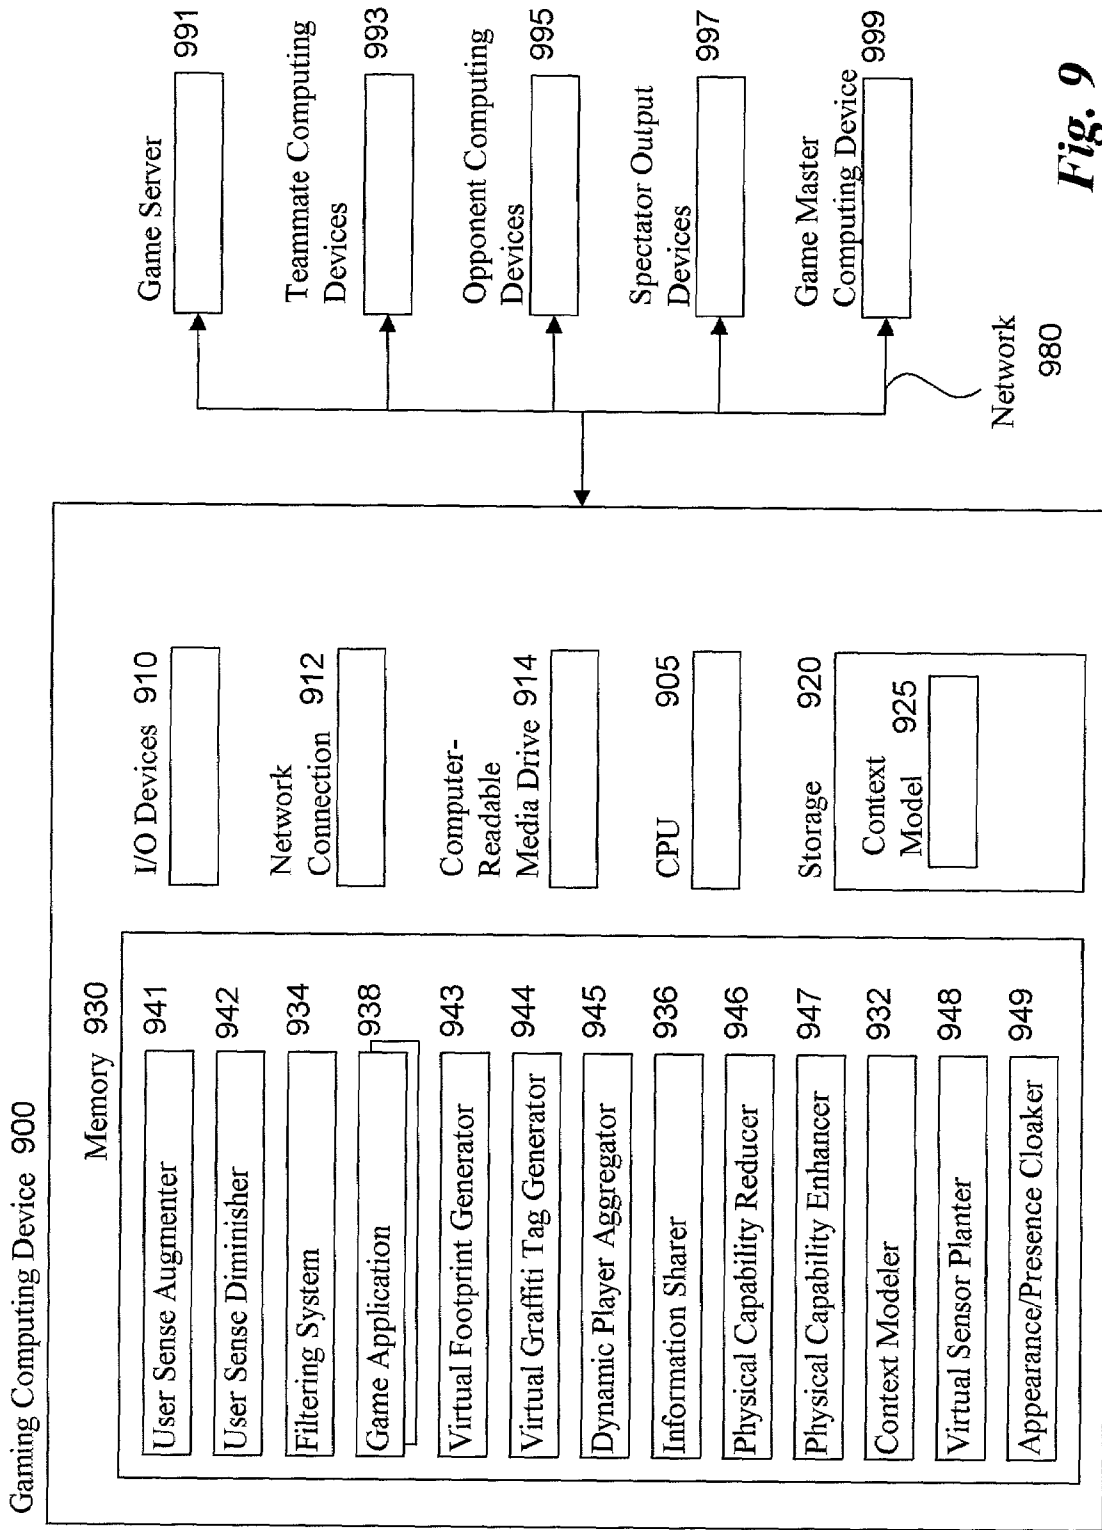 Gaming Computing Device 900
Memory 930
User Sense Augmenter 941
User Sense Diminisher 942
Filtering System 934
Game Application 938
Virtual Footprint Generator 943
Virtual Graffiti Tag Generator 944
Dynamic Player Aggregator 945
Information Sharer 936
Physical Capability Reducer 946
Physical Capability Enhancer 947
Context Modeler 932
Virtual Sensor Planter 948
Appearance/Presence Cloaker 949
I/O Devices 910
Network
Connection 912
Computer-
Readable
Media Drive 914
CPU 905
Storage 920
Context
Model 925
Game Server 991
Teammate Computing
Devices 993
Opponent Computing
Devices 995
Spectator Output
Devices 997
Game Master
Computing Device 999
Network
980
Fig. 9